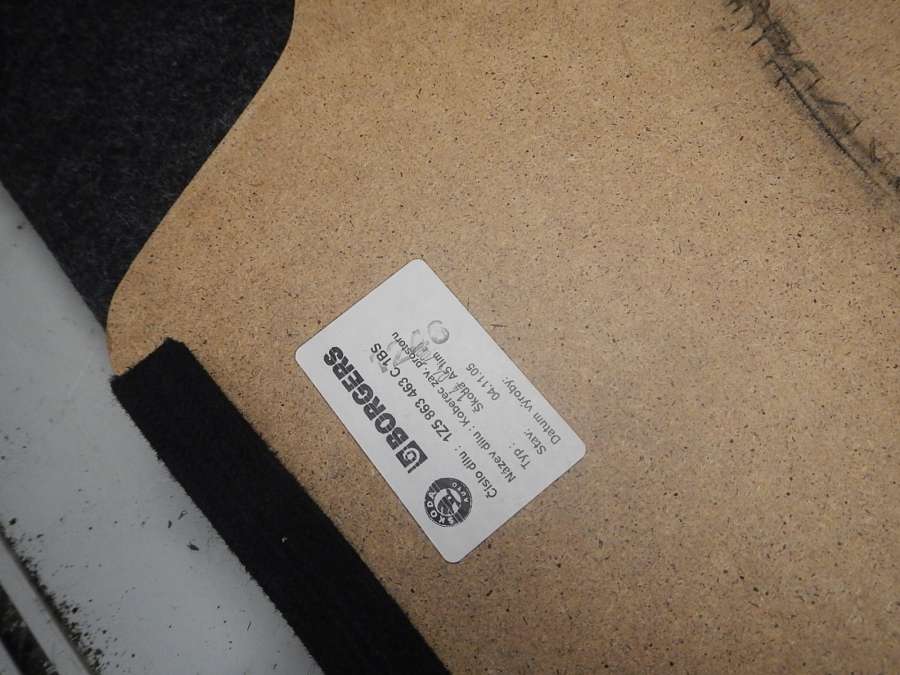 BORGERS
ŠKODA
AUTO
Číslo dílu : 1Z5 863 463 C 1BS
Název dílu : Koberec zav. prostoru
Typ : Škoda A5 lim
Stav: 04.11.05
Datum výroby: